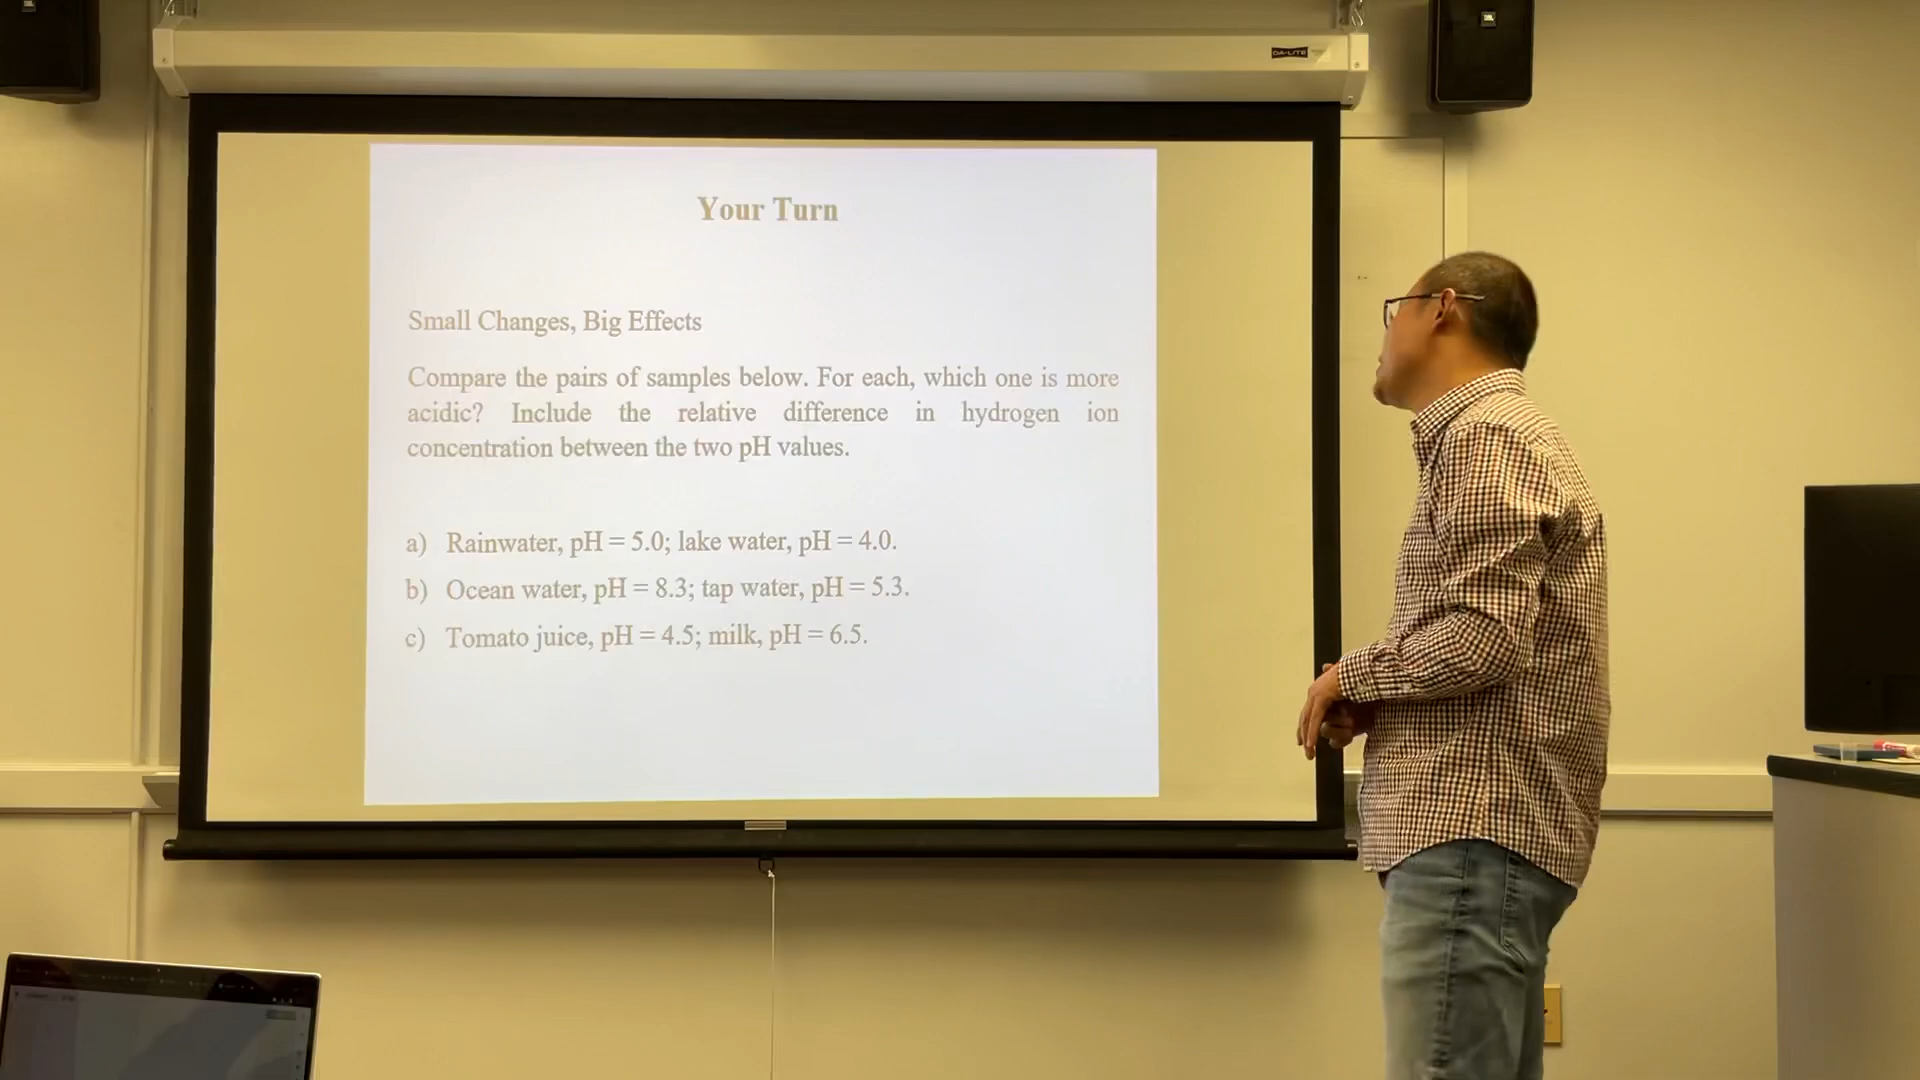 DA-LITE
JBL
Your Turn
Small Changes, Big Effects
Compare the pairs of samples below. For each, which one is more
acidic? Include the relative difference in hydrogen ion
concentration between the two pH values.
a) Rainwater, pH = 5.0; lake water, pH = 4.0.
b) Ocean water, pH = 8.3; tap water, pH = 5.3.
c) Tomato juice, pH = 4.5; milk, pH = 6.5.